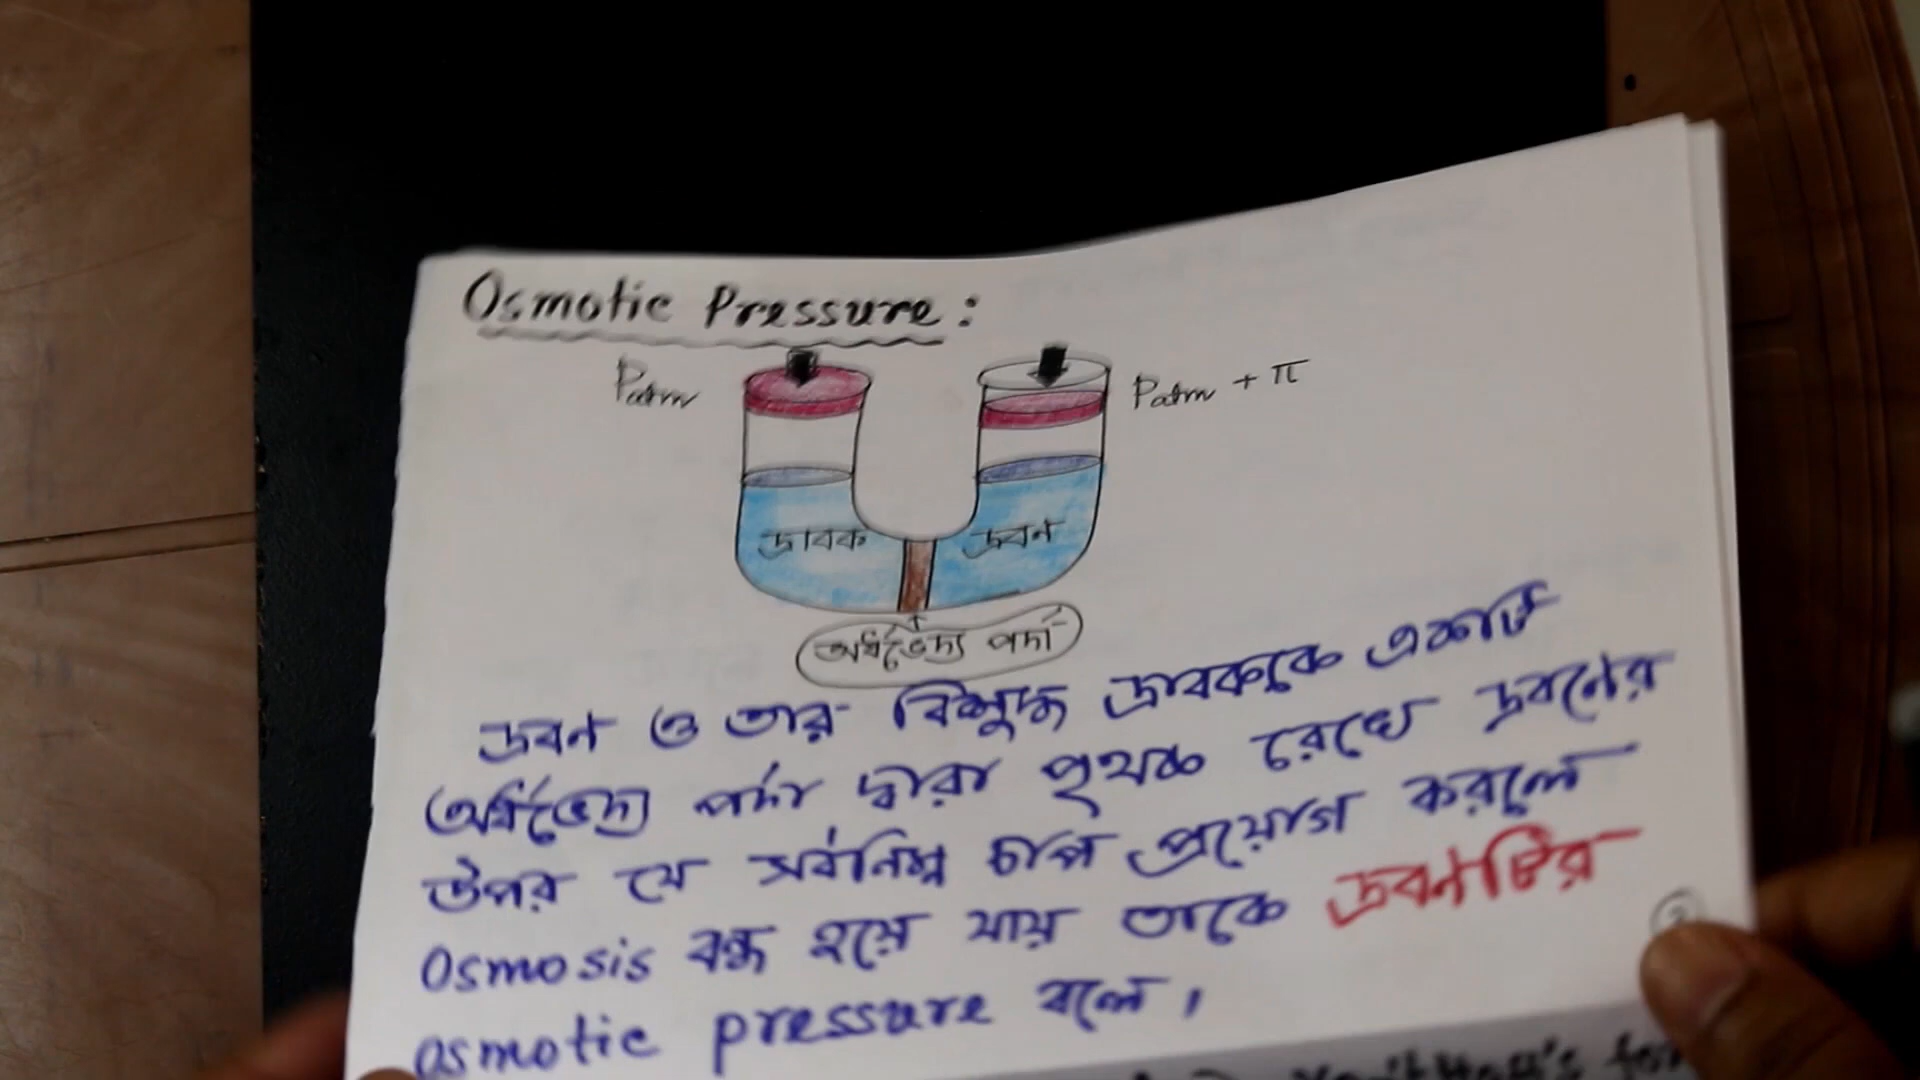 Osmotic Pressure:
Patm
Patm + π
দ্রাবক
দ্রবণ
অর্ধভেদ্য পর্দা
দ্রবণ ও তার বিশুদ্ধ দ্রাবককে একটি
অর্ধভেদ্য পর্দা দ্বারা পৃথক রেখে দ্রবণের
উপর যে সর্বনিম্ন চাপ প্রয়োগ করলে
Osmosis বন্ধ হয়ে যায় তাকে দ্রবণটির
osmotic pressure বলে।